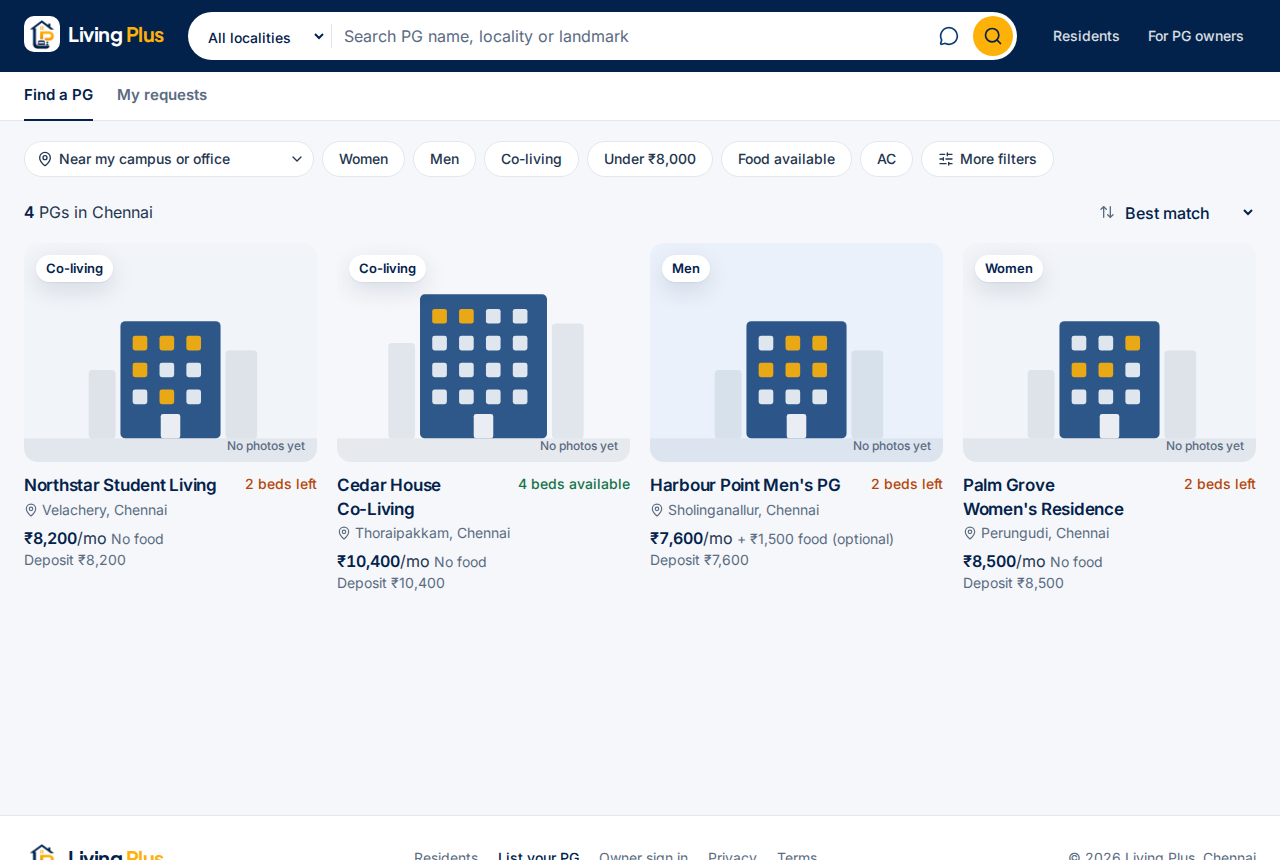 Living Plus
All localities
Search PG name, locality or landmark
Residents
For PG owners
Find a PG
My requests
Near my campus or office
Women
Men
Co-living
Under ₹8,000
Food available
AC
More filters
4 PGs in Chennai
Best match
Co-living
No photos yet
Northstar Student Living
2 beds left
Velachery, Chennai
₹8,200/mo No food
Deposit ₹8,200
Co-living
No photos yet
Cedar House
Co-Living
4 beds available
Thoraipakkam, Chennai
₹10,400/mo No food
Deposit ₹10,400
Men
No photos yet
Harbour Point Men's PG
2 beds left
Sholinganallur, Chennai
₹7,600/mo + ₹1,500 food (optional)
Deposit ₹7,600
Women
No photos yet
Palm Grove
Women's Residence
2 beds left
Perungudi, Chennai
₹8,500/mo No food
Deposit ₹8,500
Living Plus
Residents
List your PG
Owner sign in
Privacy
Terms
© 2026 Living Plus, Chennai